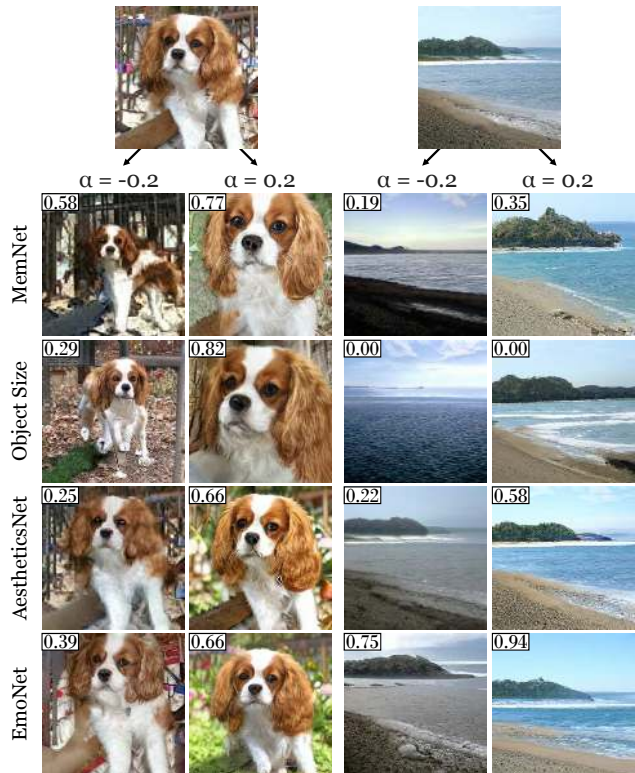 α = -0.2 α = 0.2 α = -0.2 α = 0.2
MemNet 0.58 0.77 0.19 0.35
Object Size 0.29 0.82 0.00 0.00
AestheticsNet 0.25 0.66 0.22 0.58
EmoNet 0.39 0.66 0.75 0.94